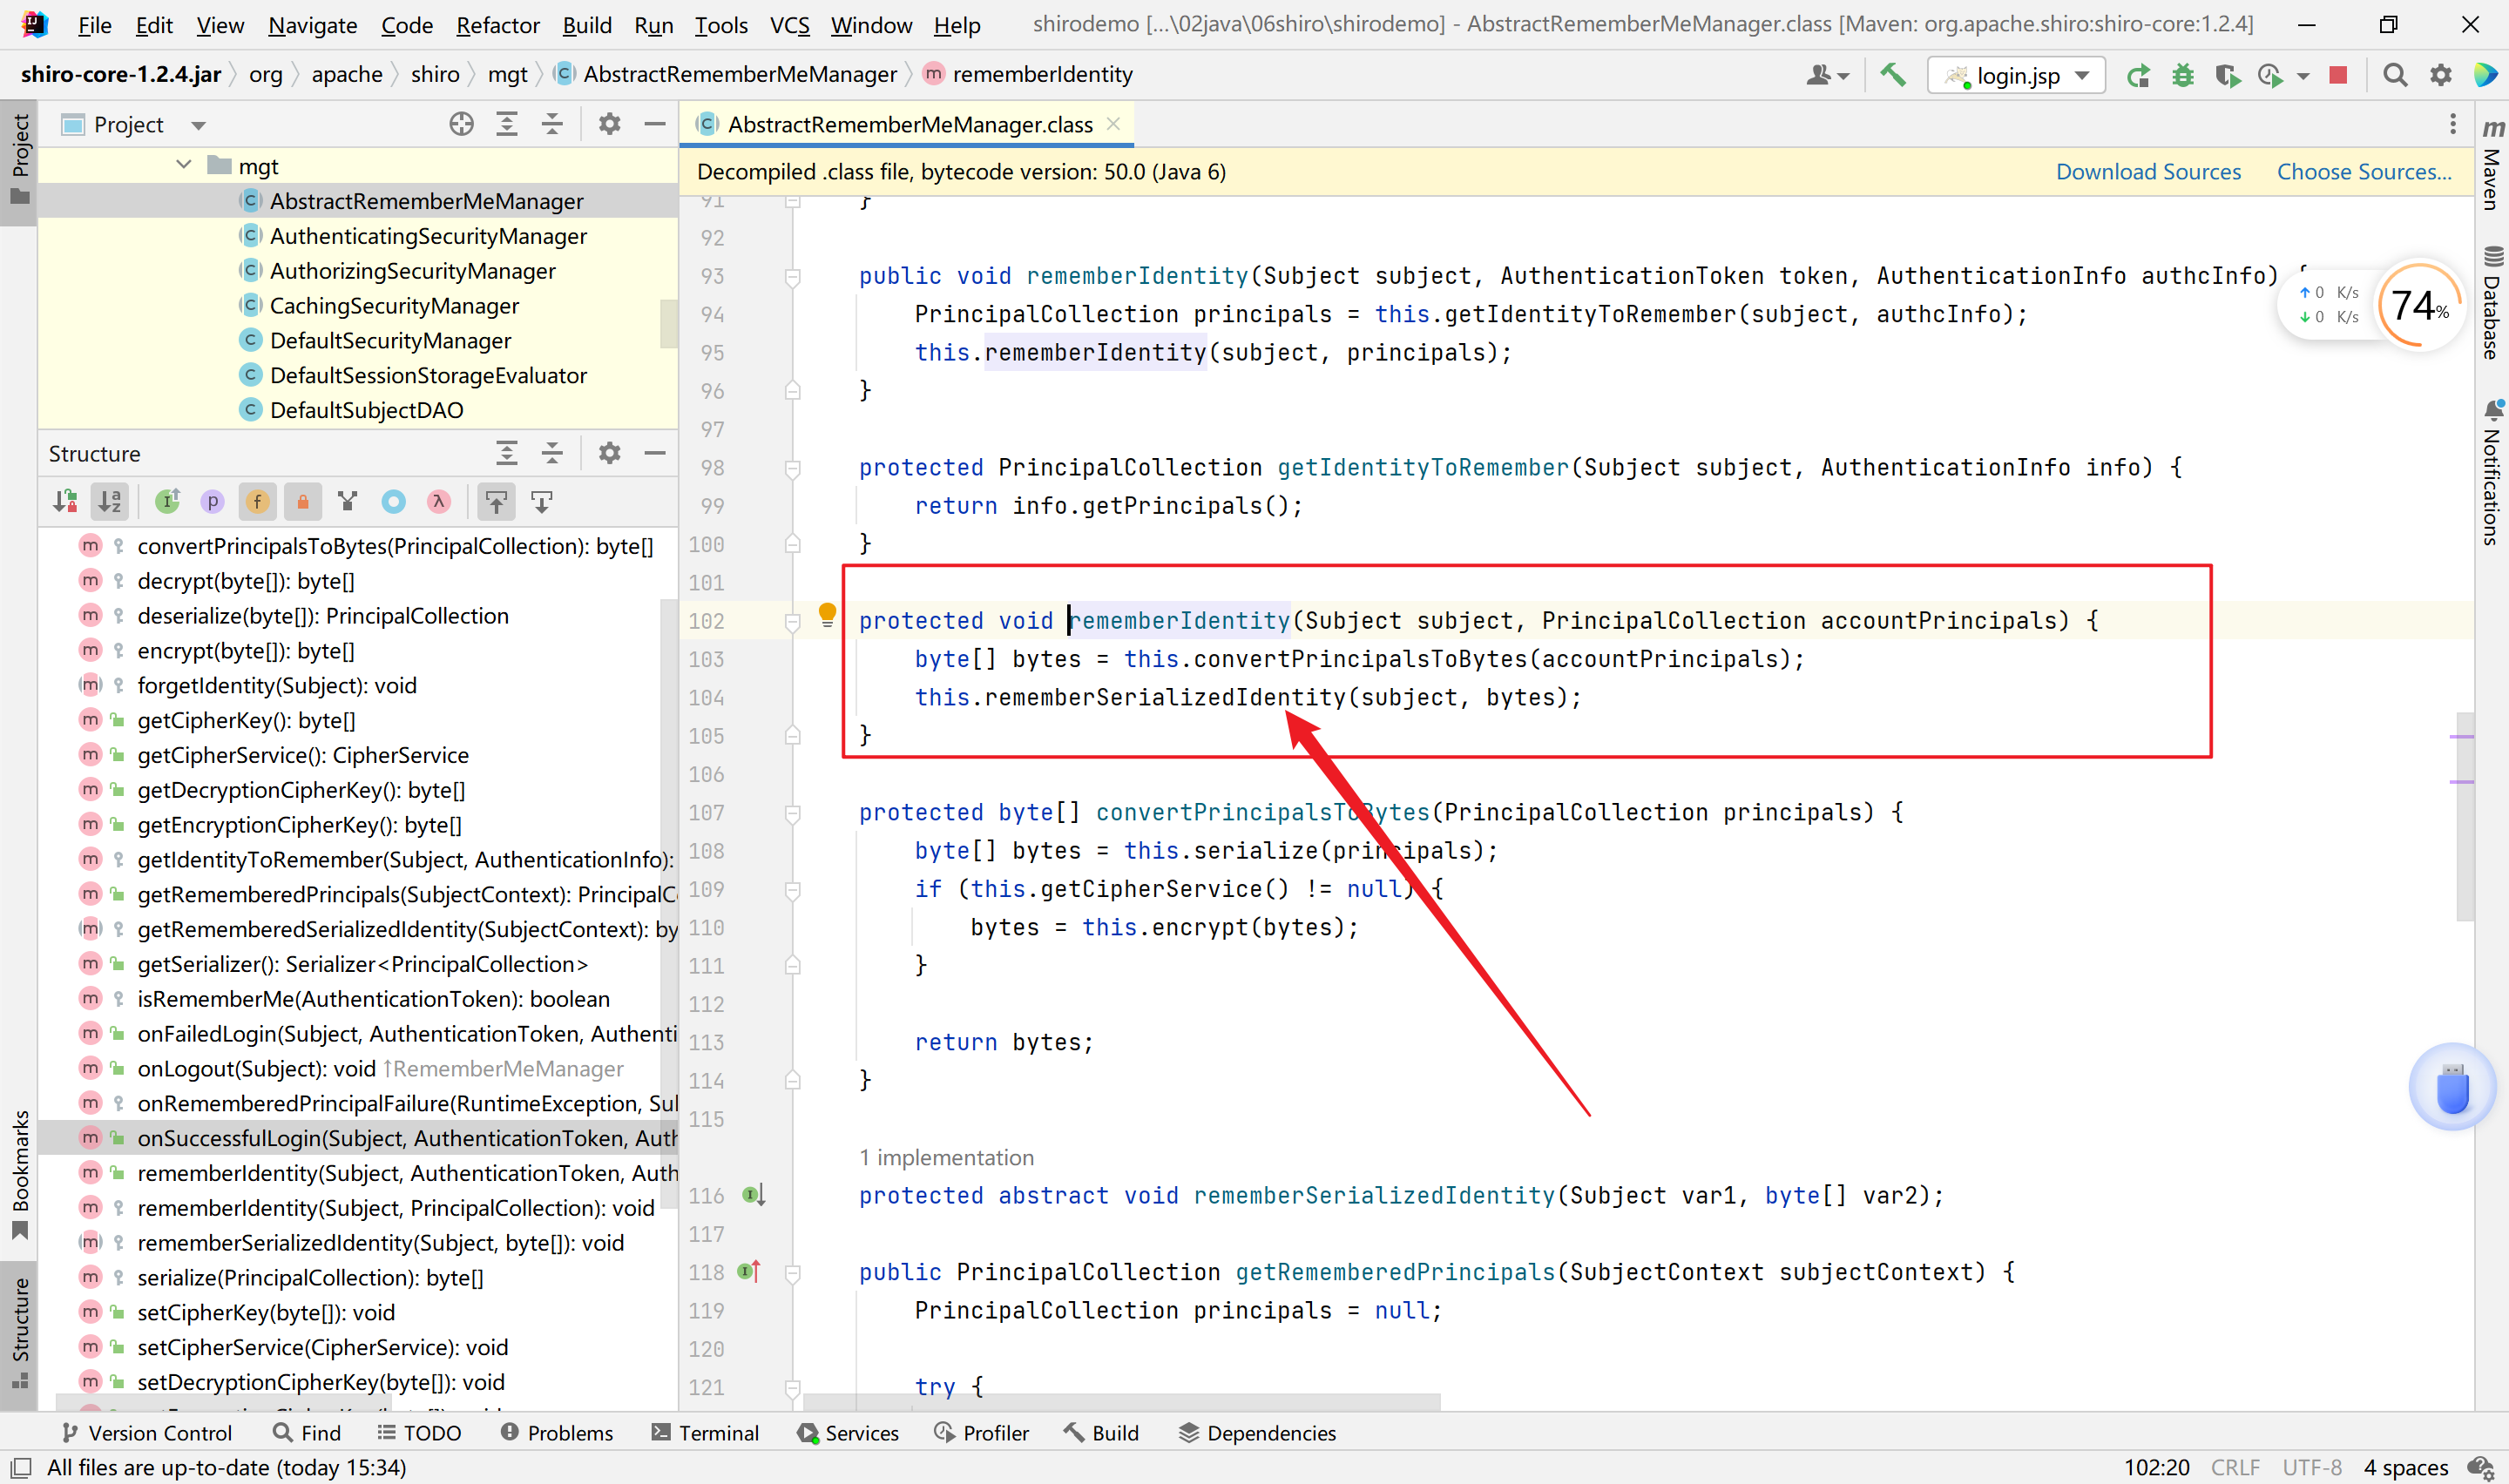 File Edit View Navigate Code Refactor Build Run Tools VCS Window Help shirodemo [...\02java\06shiro\shirodemo] - AbstractRememberMeManager.class [Maven: org.apache.shiro:shiro-core:1.2.4]
shiro-core-1.2.4.jar org apache shiro mgt AbstractRememberMeManager rememberIdentity login.jsp
Project
AbstractRememberMeManager.class
mgt
AbstractRememberMeManager
AuthenticatingSecurityManager
AuthorizingSecurityManager
CachingSecurityManager
DefaultSecurityManager
DefaultSessionStorageEvaluator
DefaultSubjectDAO
Structure
convertPrincipalsToBytes(PrincipalCollection): byte[]
decrypt(byte[]): byte[]
deserialize(byte[]): PrincipalCollection
encrypt(byte[]): byte[]
forgetIdentity(Subject): void
getCipherKey(): byte[]
getCipherService(): CipherService
getDecryptionCipherKey(): byte[]
getEncryptionCipherKey(): byte[]
getIdentityToRemember(Subject, AuthenticationInfo):
getRememberedPrincipals(SubjectContext): PrincipalC
getRememberedSerializedIdentity(SubjectContext): by
getSerializer(): Serializer<PrincipalCollection>
isRememberMe(AuthenticationToken): boolean
onFailedLogin(Subject, AuthenticationToken, Authenti
onLogout(Subject): void ↑RememberMeManager
onRememberedPrincipalFailure(RuntimeException, Sul
onSuccessfulLogin(Subject, AuthenticationToken, Auth
rememberIdentity(Subject, AuthenticationToken, Auth
rememberIdentity(Subject, PrincipalCollection): void
rememberSerializedIdentity(Subject, byte[]): void
serialize(PrincipalCollection): byte[]
setCipherKey(byte[]): void
setCipherService(CipherService): void
setDecryptionCipherKey(byte[]): void
Decompiled .class file, bytecode version: 50.0 (Java 6) Download Sources Choose Sources...
91 }
92
93 public void rememberIdentity(Subject subject, AuthenticationToken token, AuthenticationInfo authcInfo) {
94 PrincipalCollection principals = this.getIdentityToRemember(subject, authcInfo);
95 this.rememberIdentity(subject, principals);
96 }
97
98 protected PrincipalCollection getIdentityToRemember(Subject subject, AuthenticationInfo info) {
99 return info.getPrincipals();
100 }
101
102 protected void rememberIdentity(Subject subject, PrincipalCollection accountPrincipals) {
103 byte[] bytes = this.convertPrincipalsToBytes(accountPrincipals);
104 this.rememberSerializedIdentity(subject, bytes);
105 }
106
107 protected byte[] convertPrincipalsToBytes(PrincipalCollection principals) {
108 byte[] bytes = this.serialize(principals);
109 if (this.getCipherService() != null) {
110 bytes = this.encrypt(bytes);
111 }
112
113 return bytes;
114 }
115
1 implementation
116 protected abstract void rememberSerializedIdentity(Subject var1, byte[] var2);
117
118 public PrincipalCollection getRememberedPrincipals(SubjectContext subjectContext) {
119 PrincipalCollection principals = null;
120
121 try {
↑ 0 K/s
↓ 0 K/s
74%
Project
Bookmarks
Structure
Maven
Database
Notifications
Version Control Find TODO Problems Terminal Services Profiler Build Dependencies
All files are up-to-date (today 15:34) 102:20 CRLF UTF-8 4 spaces